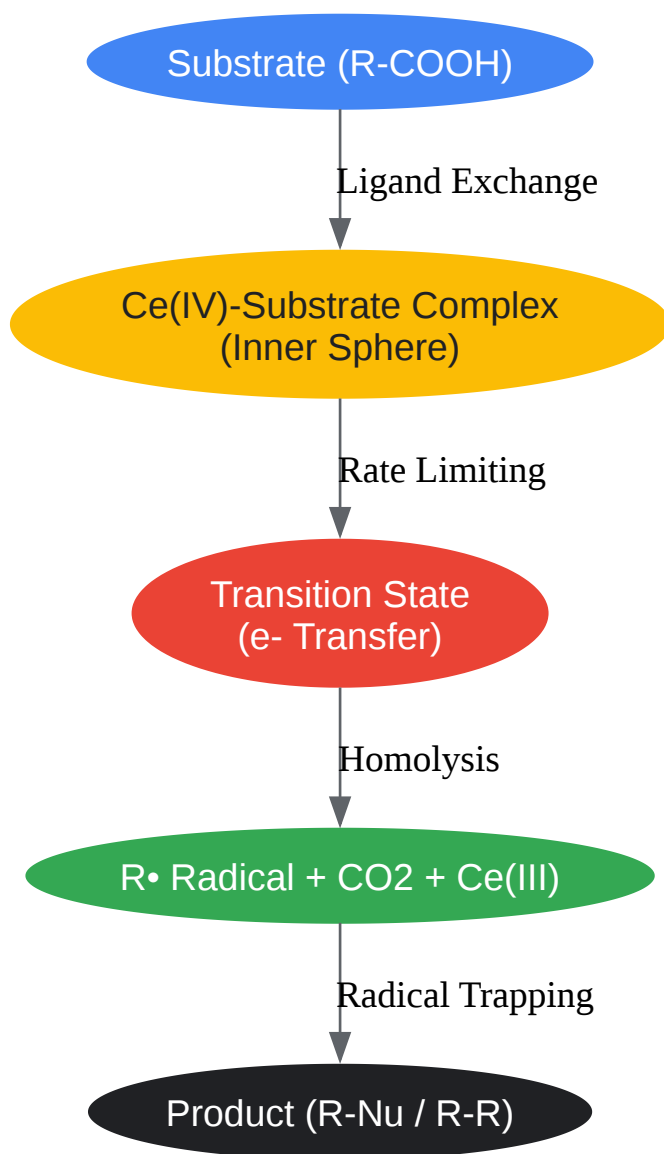 Substrate (R-COOH)
Ligand Exchange
Ce(IV)-Substrate Complex
(Inner Sphere)
Rate Limiting
Transition State
(e- Transfer)
Homolysis
R• Radical + CO2 + Ce(III)
Radical Trapping
Product (R-Nu / R-R)